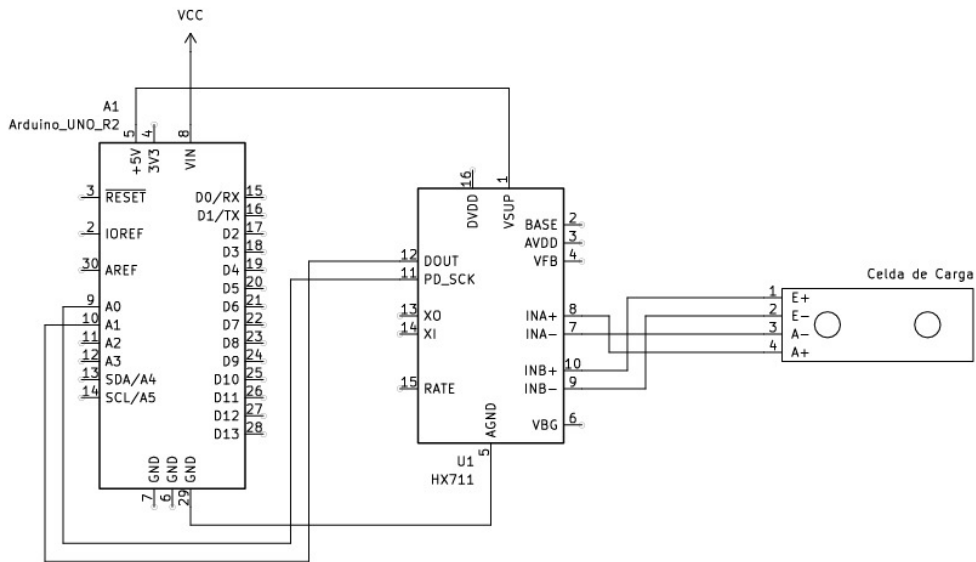 VCC
A1
Arduino_UNO_R2
5
4
8
+5V
3V3
VIN
3 RESET
2 IOREF
30 AREF
9 A0
10 A1
11 A2
12 A3
13 SDA/A4
14 SCL/A5
D0/RX 15
D1/TX 16
D2 17
D3 18
D4 19
D5 20
D6 21
D7 22
D8 23
D9 24
D10 25
D11 26
D12 27
D13 28
GND
GND
GND
7
6
29
16
1
DVDD
VSUP
12 DOUT
11 PD_SCK
13 XO
14 XI
15 RATE
BASE 2
AVDD 3
VFB 4
INA+ 8
INA- 7
INB+ 10
INB- 9
VBG 6
AGND
5
U1
HX711
Celda de Carga
1 E+
2 E-
3 A-
4 A+